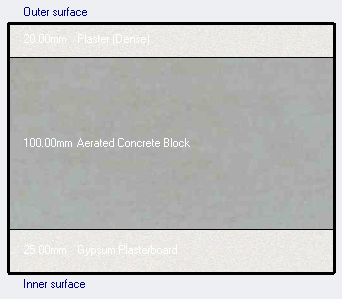 Outer surface
20.00mm Plaster (Dense)
100.00mm Aerated Concrete Block
25.00mm Gypsum Plasterboard
Inner surface